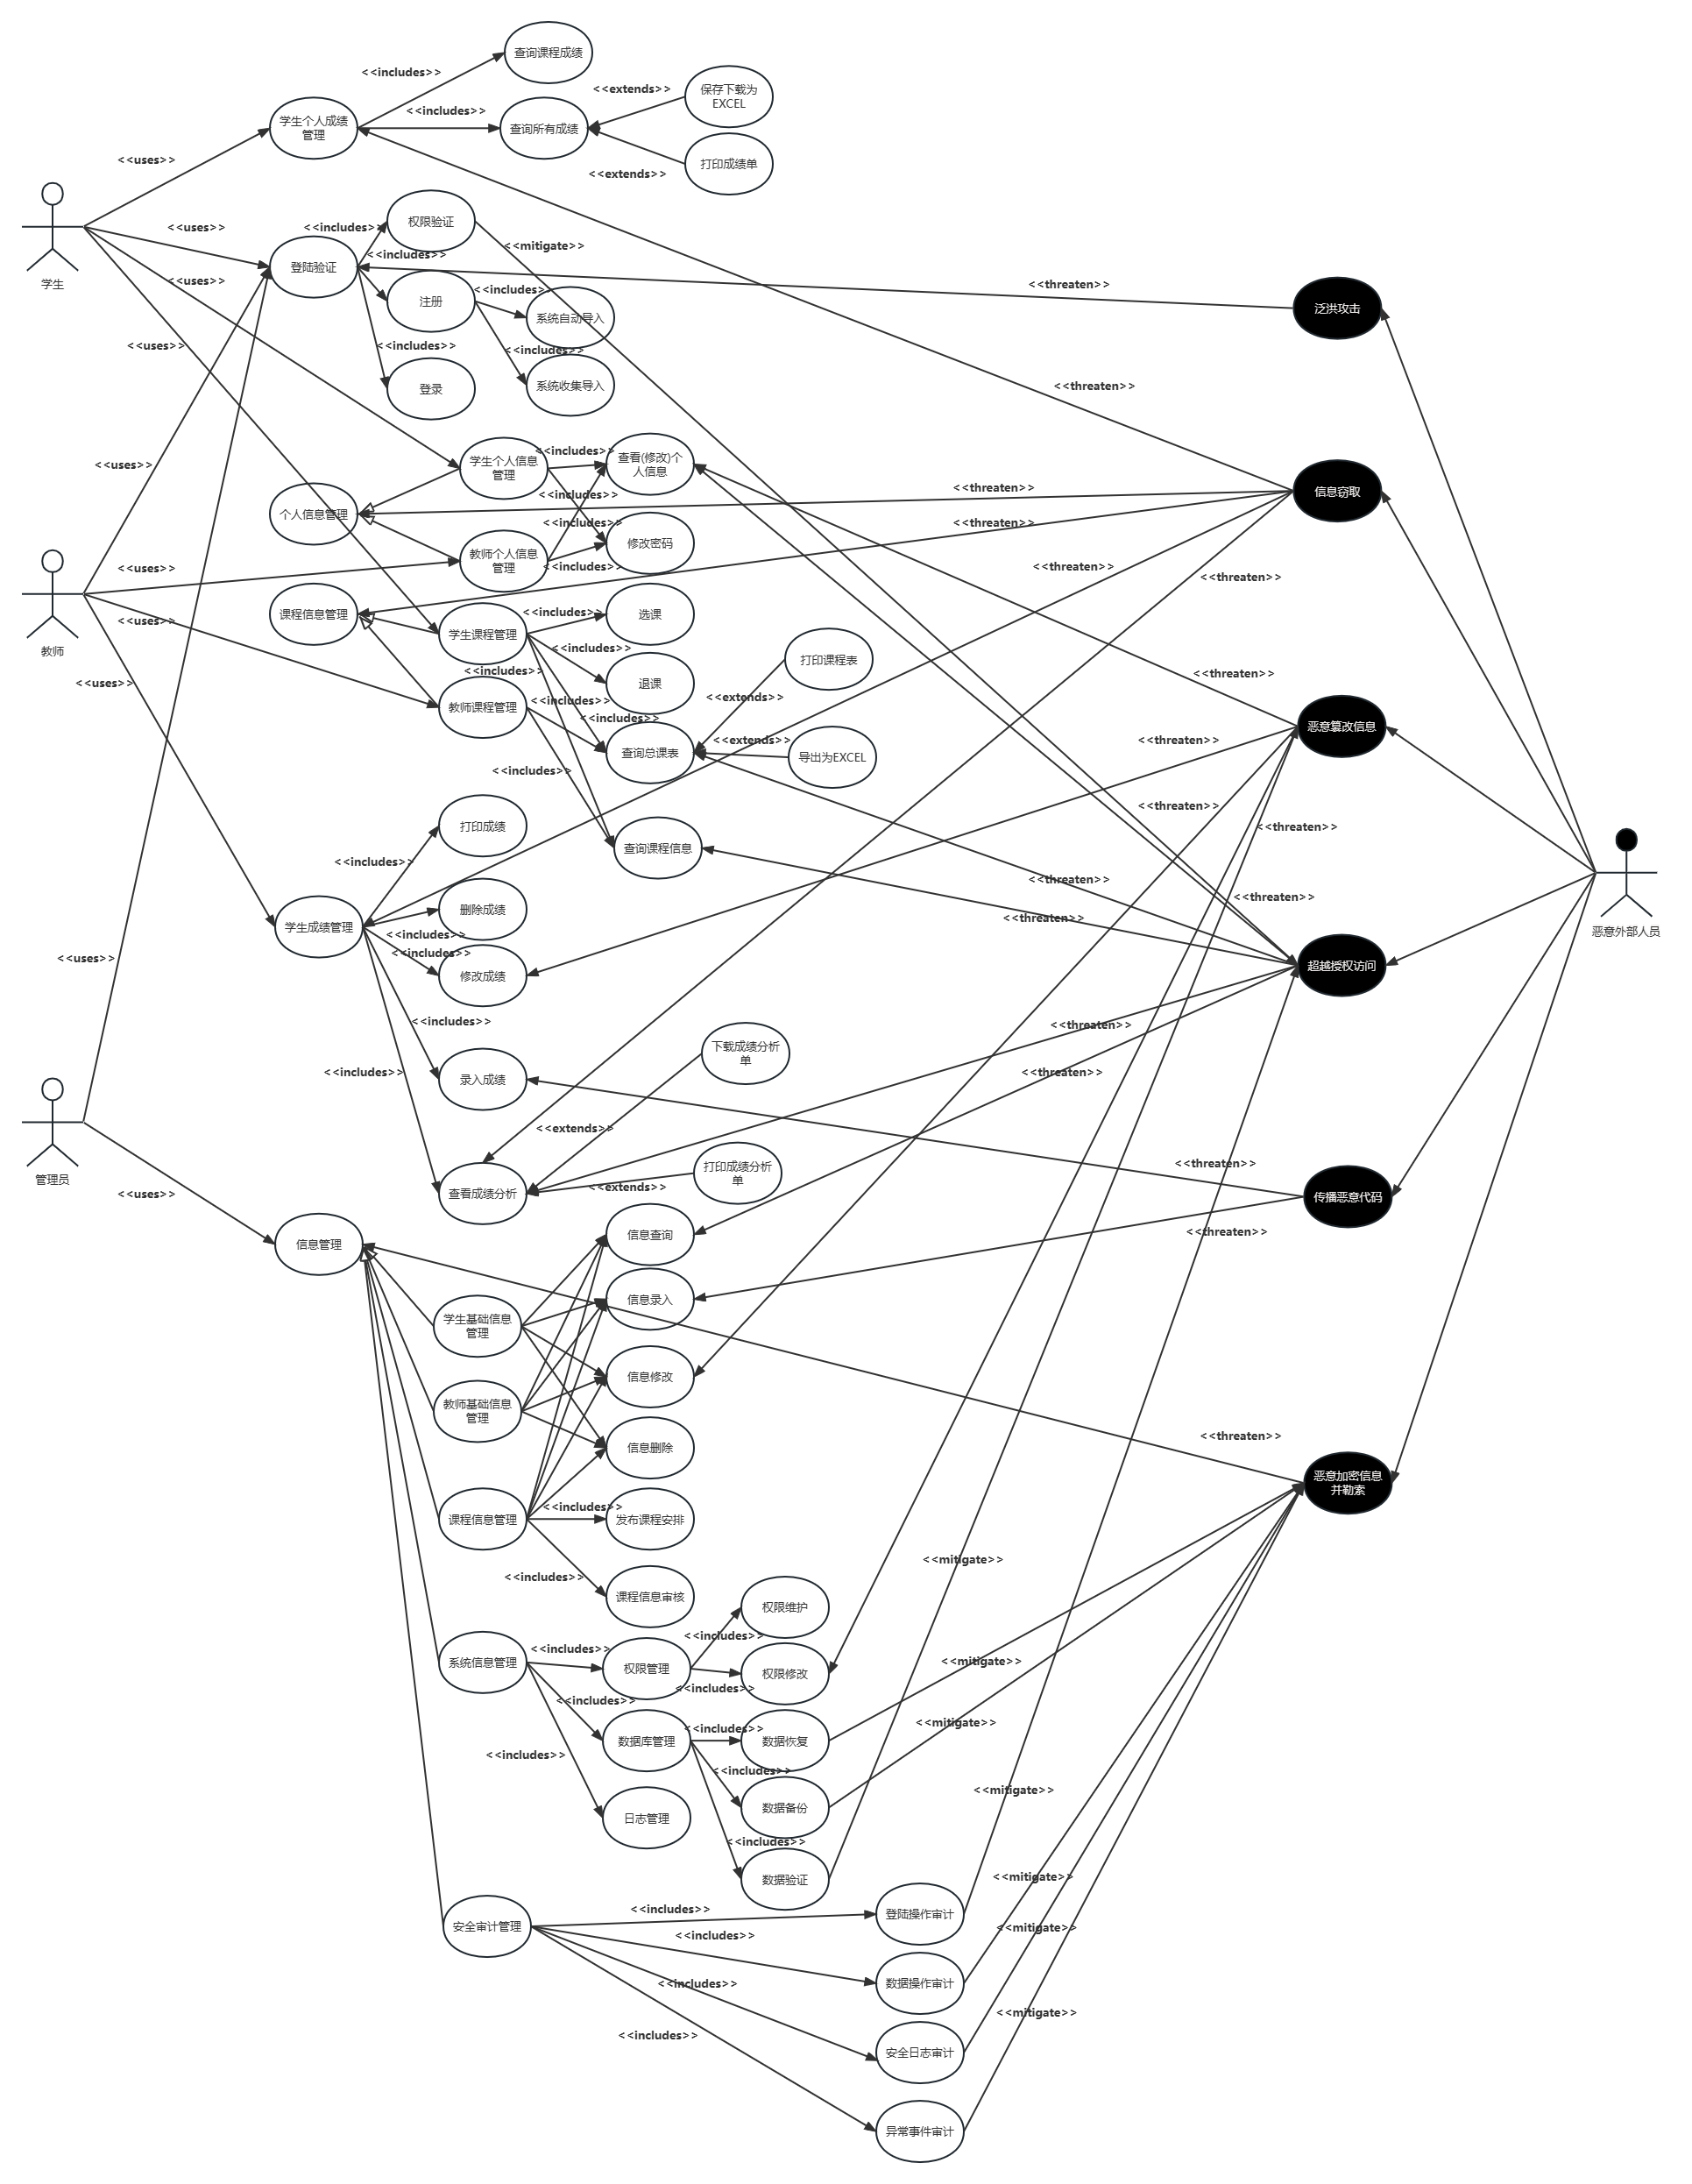 查询课程成绩
<<includes>>
保存下载为
EXCEL
<<extends>>
<<includes>>
学生个人成绩
管理
查询所有成绩
<<uses>>
打印成绩单
<<extends>>
学生
<<uses>>
<<includes>>
权限验证
<<mitigate>>
<<includes>>
登陆验证
<<uses>>
<<threaten>>
<<includes>>
注册
系统自动导入
泛洪攻击
<<uses>>
<<includes>>
<<includes>>
登录
系统收集导入
<<threaten>>
<<uses>>
学生个人信息
管理
<<includes>>
查看(修改)个
人信息
<<threaten>>
信息窃取
<<includes>>
个人信息管理
<<includes>>
<<threaten>>
修改密码
教师个人信息
管理
<<uses>>
<<includes>>
<<threaten>>
<<threaten>>
教师
课程信息管理
<<uses>>
<<includes>>
选课
学生课程管理
<<includes>>
打印课程表
<<uses>>
<<includes>>
退课
<<threaten>>
教师课程管理
<<includes>>
<<extends>>
<<includes>>
恶意篡改信息
查询总课表
<<extends>>
导出为EXCEL
<<threaten>>
<<includes>>
<<threaten>>
打印成绩
<<threaten>>
查询课程信息
<<includes>>
<<threaten>>
<<threaten>>
删除成绩
<<threaten>>
学生成绩管理
<<includes>>
<<includes>>
恶意外部人员
<<uses>>
修改成绩
超越授权访问
<<includes>>
<<threaten>>
下载成绩分析
单
<<includes>>
录入成绩
<<threaten>>
<<extends>>
管理员
<<uses>>
查看成绩分析
打印成绩分析
单
<<extends>>
<<threaten>>
传播恶意代码
信息管理
信息查询
<<threaten>>
信息录入
学生基础信息
管理
信息修改
教师基础信息
管理
信息删除
<<threaten>>
恶意加密信息
并勒索
课程信息管理
<<includes>>
发布课程安排
<<includes>>
课程信息审核
<<mitigate>>
权限维护
<<includes>>
<<includes>>
系统信息管理
权限管理
权限修改
<<mitigate>>
<<includes>>
<<includes>>
<<includes>>
数据库管理
数据恢复
<<mitigate>>
<<includes>>
<<includes>>
日志管理
数据备份
<<mitigate>>
<<includes>>
数据验证
<<mitigate>>
安全审计管理
<<includes>>
登陆操作审计
<<mitigate>>
<<includes>>
<<includes>>
数据操作审计
<<mitigate>>
<<includes>>
安全日志审计
异常事件审计